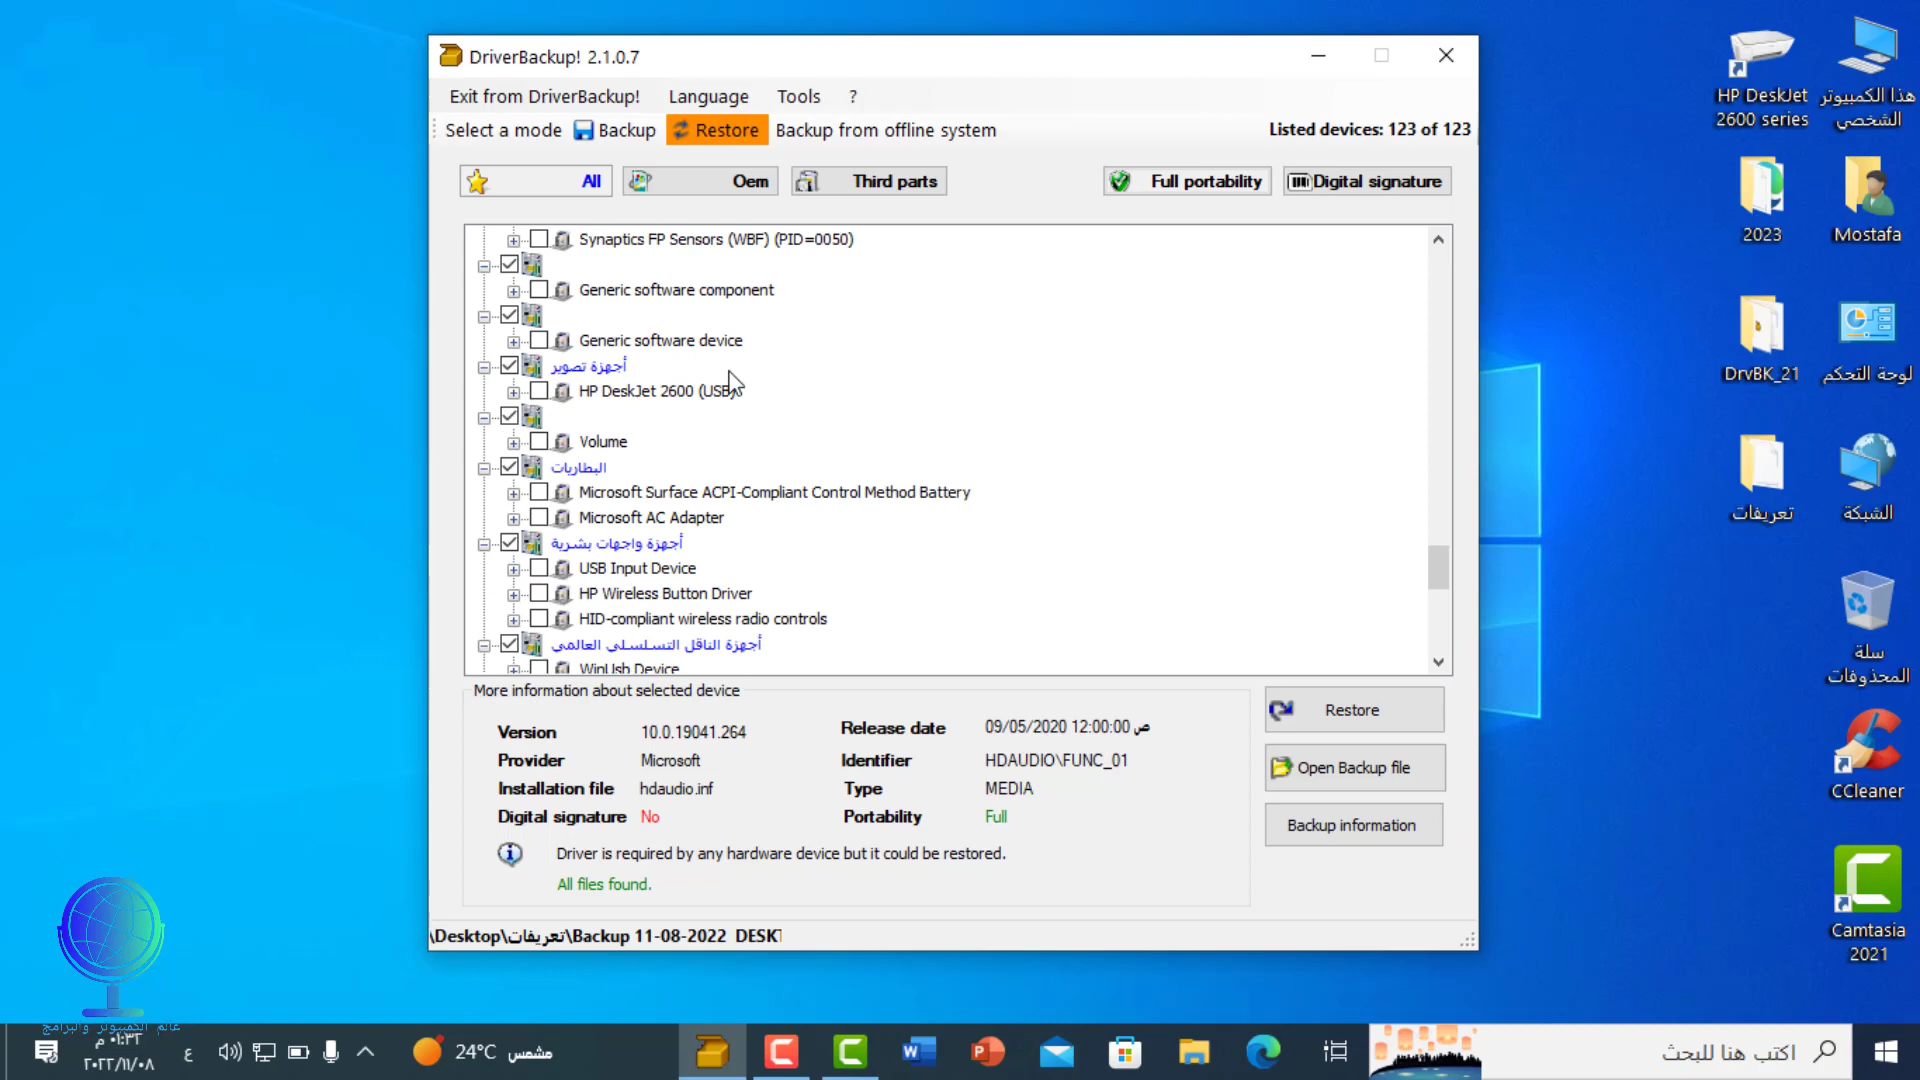 DriverBackup! 2.1.0.7
Exit from DriverBackup! Language Tools ?
Select a mode Backup Restore Backup from offline system Listed devices: 123 of 123
All Oem Third parts Full portability Digital signature
Synaptics FP Sensors (WBF) (PID=0050)
Generic software component
Generic software device
أجهزة تصوير
HP DeskJet 2600 (USB)
Volume
البطاريات
Microsoft Surface ACPI-Compliant Control Method Battery
Microsoft AC Adapter
أجهزة واجهات بشرية
USB Input Device
HP Wireless Button Driver
HID-compliant wireless radio controls
أجهزة الناقل التسلسلي العالمي
WinUsb Device
More information about selected device
Version 10.0.19041.264 Release date 09/05/2020 12:00:00 ص
Provider Microsoft Identifier HDAUDIO\FUNC_01
Installation file hdaudio.inf Type MEDIA
Digital signature No Portability Full
Driver is required by any hardware device but it could be restored.
All files found.
Restore
Open Backup file
Backup information
\Desktop\تعريفات\Backup 11-08-2022 DESK
هذا الكمبيوتر الشخصي
HP DeskJet 2600 series
Mostafa
2023
لوحة التحكم
DrvBK_21
الشبكة
تعريفات
سلة المحذوفات
CCleaner
Camtasia 2021
عالم الكمبيوتر والبرامج
اكتب هنا للبحث
24°C مشمس
ع
٠١:٣٣ م
٢٠٢٢/١١/٠٨